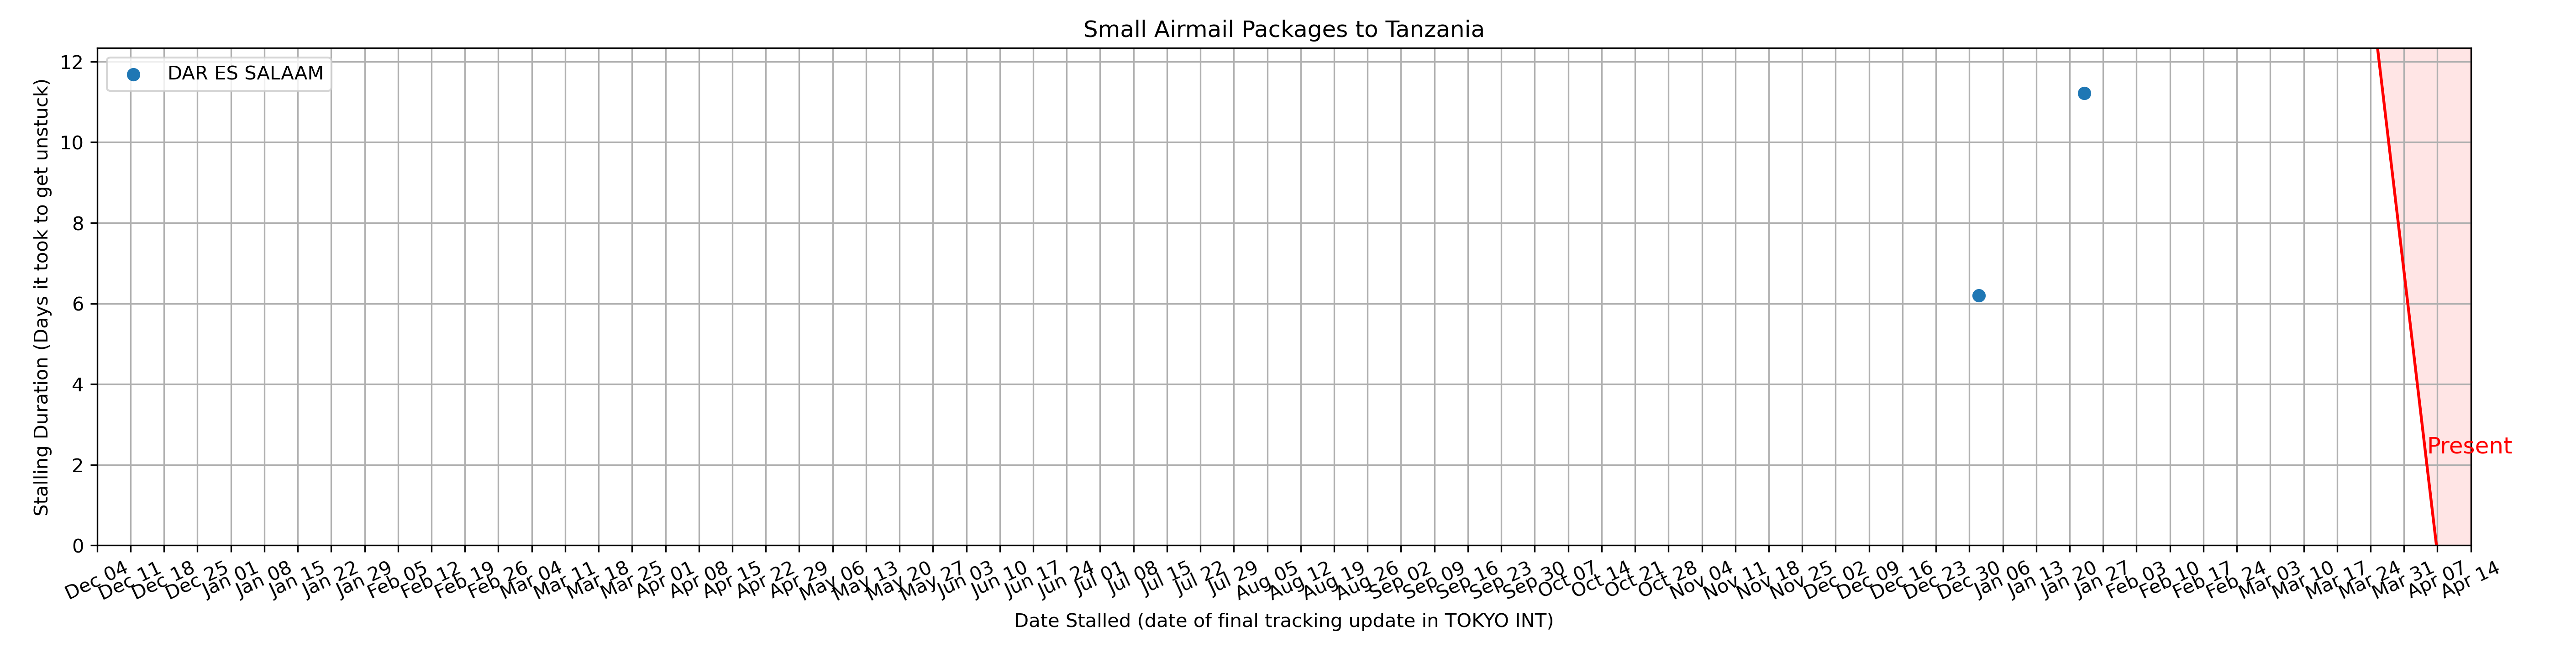 Small Airmail Packages to Tanzania
DAR ES SALAAM
Stalling Duration (Days it took to get unstuck)
12
10
8
6
4
2
0
Present
Dec 04
Dec 11
Dec 18
Dec 25
Jan 01
Jan 08
Jan 15
Jan 22
Jan 29
Feb 05
Feb 12
Feb 19
Feb 26
Mar 04
Mar 11
Mar 18
Mar 25
Apr 01
Apr 08
Apr 15
Apr 22
Apr 29
May 06
May 13
May 20
May 27
Jun 03
Jun 10
Jun 17
Jun 24
Jul 01
Jul 08
Jul 15
Jul 22
Jul 29
Aug 05
Aug 12
Aug 19
Aug 26
Sep 02
Sep 09
Sep 16
Sep 23
Sep 30
Oct 07
Oct 14
Oct 21
Oct 28
Nov 04
Nov 11
Nov 18
Nov 25
Dec 02
Dec 09
Dec 16
Dec 23
Dec 30
Jan 06
Jan 13
Jan 20
Jan 27
Feb 03
Feb 10
Feb 17
Feb 24
Mar 03
Mar 10
Mar 17
Mar 24
Mar 31
Apr 07
Apr 14
Date Stalled (date of final tracking update in TOKYO INT)